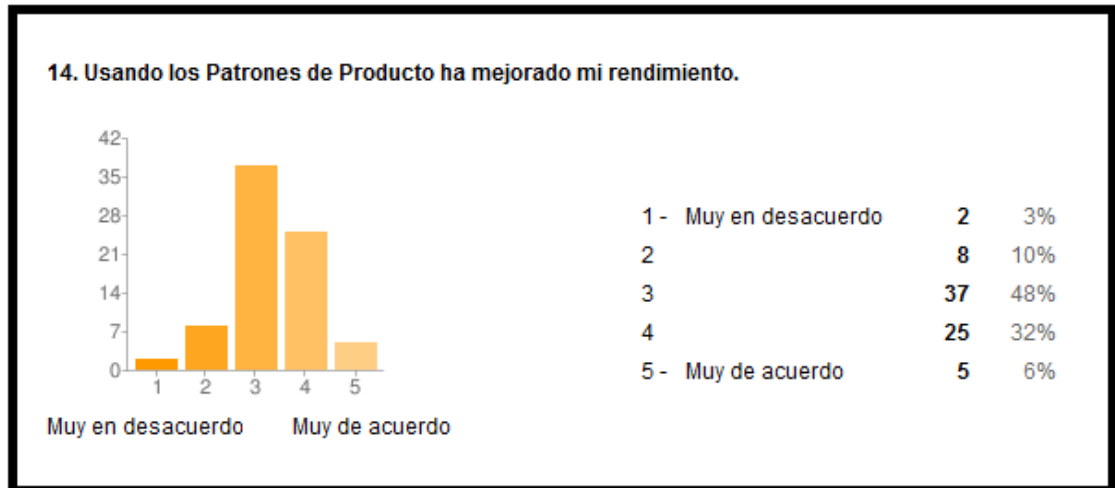 14. Usando los Patrones de Producto ha mejorado mi rendimiento.
42
35
28
21
14
7
0
1 2 3 4 5
Muy en desacuerdo Muy de acuerdo
1 - Muy en desacuerdo 2 3%
2 8 10%
3 37 48%
4 25 32%
5 - Muy de acuerdo 5 6%